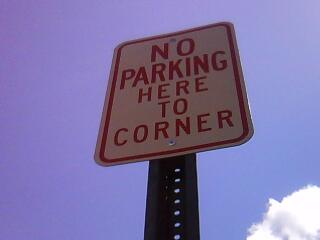 NO
PARKING
HERE
TO
CORNER